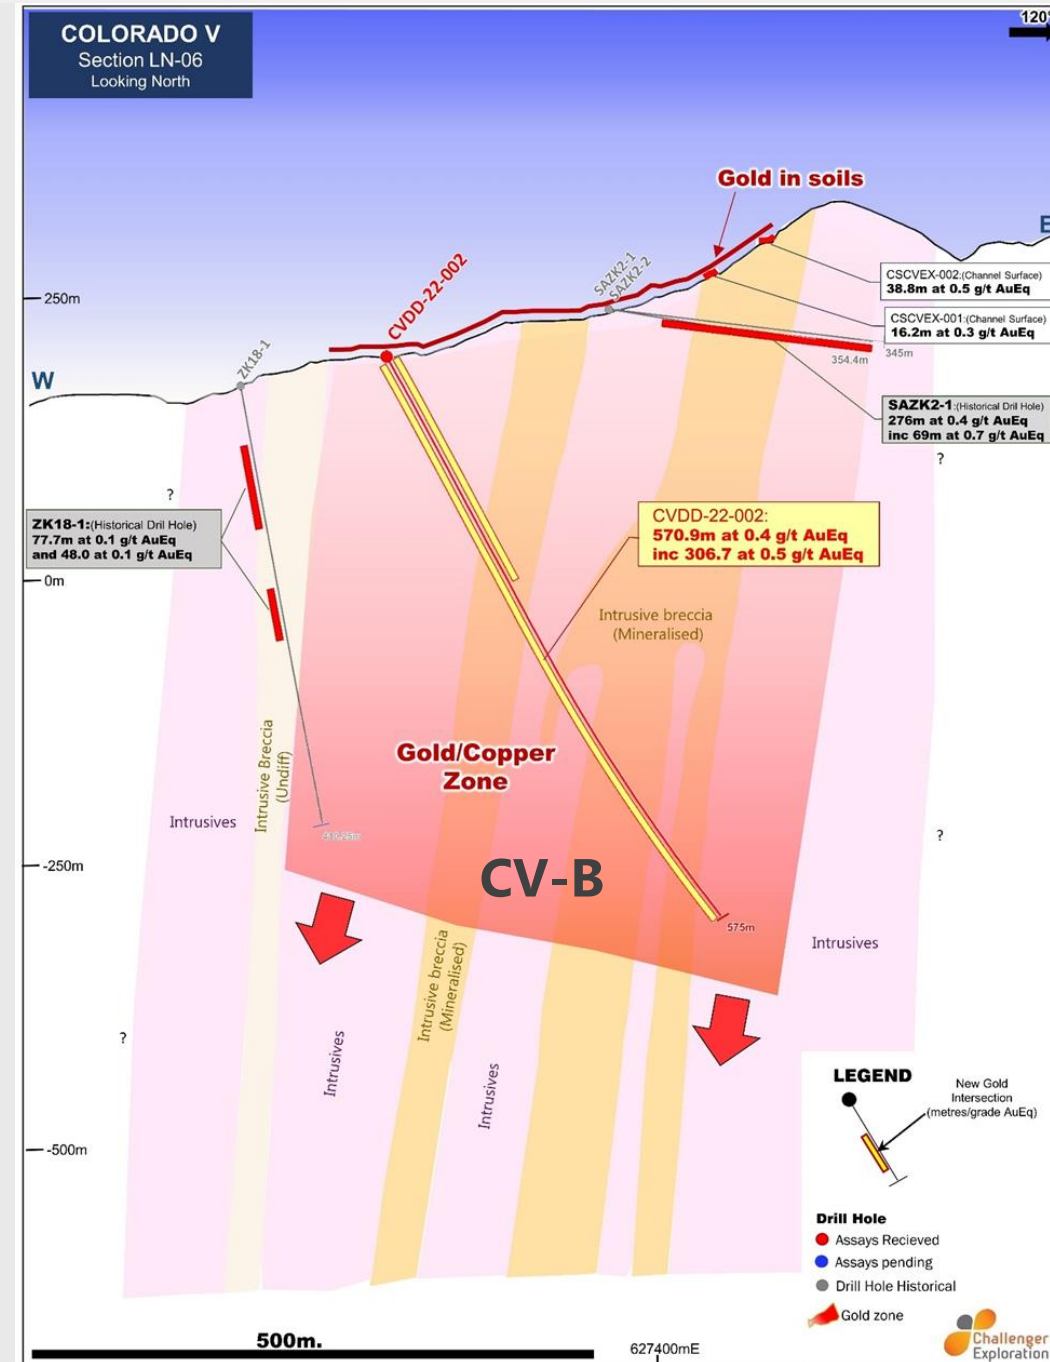 COLORADO V
Section LN-06
Looking North
120°
Gold in soils
E
CSCVEX-002:(Channel Surface)
38.8m at 0.5 g/t AuEq
CSCVEX-001:(Channel Surface)
16.2m at 0.3 g/t AuEq
SAZK2-1
SAZK2-2
CVDD-22-002
250m
ZK18-1
354.4m
345m
W
SAZK2-1:(Historical Drill Hole)
276m at 0.4 g/t AuEq
inc 69m at 0.7 g/t AuEq
?
?
ZK18-1:(Historical Dril Hole)
77.7m at 0.1 g/t AuEq
and 48.0 at 0.1 g/t AuEq
CVDD-22-002:
570.9m at 0.4 g/t AuEq
inc 306.7 at 0.5 g/t AuEq
0m
Intrusive breccia
(Mineralised)
Gold/Copper
Zone
Intrusive Breccia
(Undiff)
Intrusives
?
-250m
CV-B
575m
Intrusives
Intrusive breccia
(Mineralised)
?
Intrusives
Intrusives
-500m
LEGEND
New Gold
Intersection
(metres/grade AuEq)
Drill Hole
Assays Recieved
Assays pending
Drill Hole Historical
Gold zone
500m.
627400mE
Challenger
Exploration